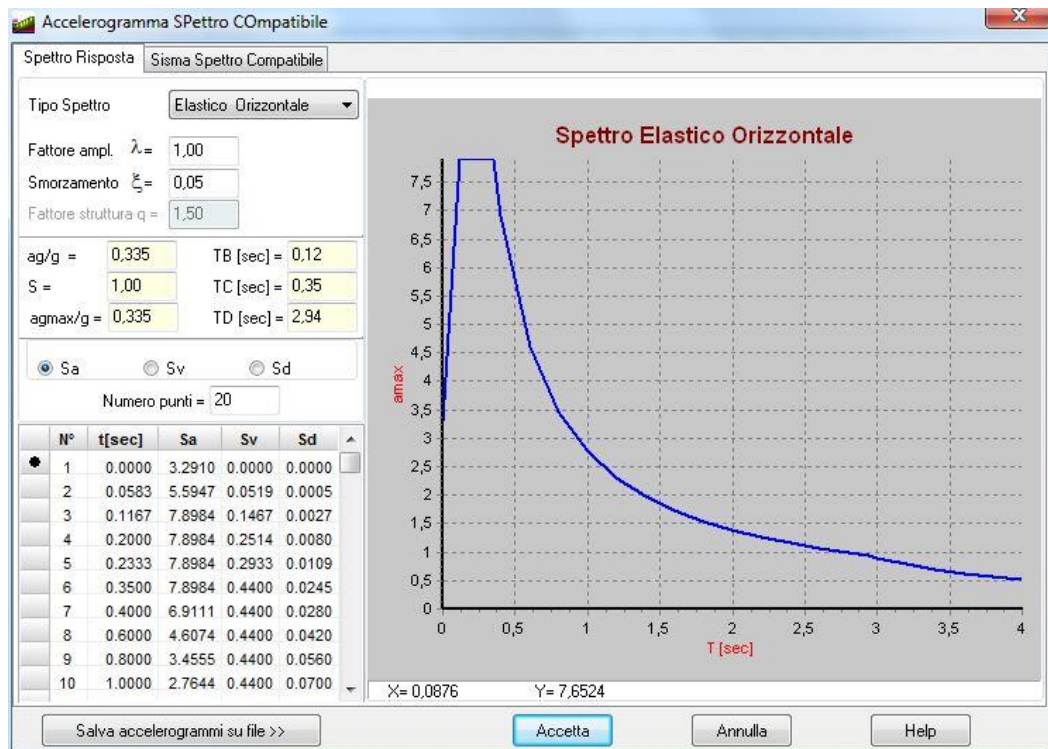 Accelerogramma SPettro COmpatibile
X
Spettro Risposta
Sisma Spettro Compatibile
Tipo Spettro
Elastico Orizzontale
Fattore ampl. λ =
1,00
Smorzamento ξ =
0,05
Fattore struttura q =
1,50
ag/g =
0,335
TB [sec] =
0,12
S =
1,00
TC [sec] =
0,35
agmax/g =
0,335
TD [sec] =
2,94
Sa
Sv
Sd
Numero punti =
20
N° t[sec] Sa Sv Sd
1 0.0000 3.2910 0.0000 0.0000
2 0.0583 5.5947 0.0519 0.0005
3 0.1167 7.8984 0.1467 0.0027
4 0.2000 7.8984 0.2514 0.0080
5 0.2333 7.8984 0.2933 0.0109
6 0.3500 7.8984 0.4400 0.0245
7 0.4000 6.9111 0.4400 0.0280
8 0.6000 4.6074 0.4400 0.0420
9 0.8000 3.4555 0.4400 0.0560
10 1.0000 2.7644 0.4400 0.0700
Spettro Elastico Orizzontale
7,5
7
6,5
6
5,5
5
4,5
4
3,5
3
2,5
2
1,5
1
0,5
0
amax
0 0,5 1 1,5 2 2,5 3 3,5 4
T [sec]
X= 0,0876 Y= 7,6524
Salva accelerogrammi su file >>
Accetta
Annulla
Help